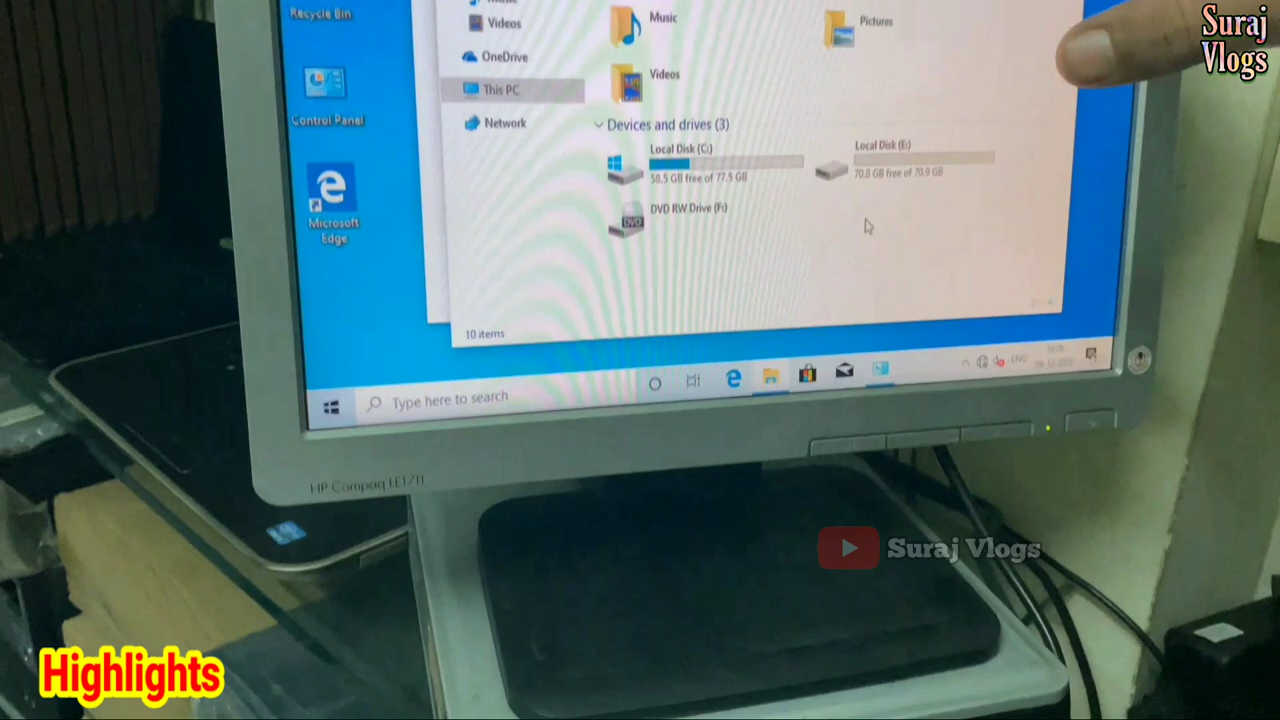 Suraj
Vlogs
Recycle Bin
Videos
Music
Pictures
OneDrive
Videos
This PC
Control Panel
Network
Devices and drives (3)
Local Disk (C:)
58.5 GB free of 77.5 GB
Local Disk (E:)
70.8 GB free of 70.9 GB
DVD RW Drive (F:)
DVD
Microsoft
Edge
10 items
Type here to search
ENG
HP Compaq LE1711
Suraj Vlogs
Highlights